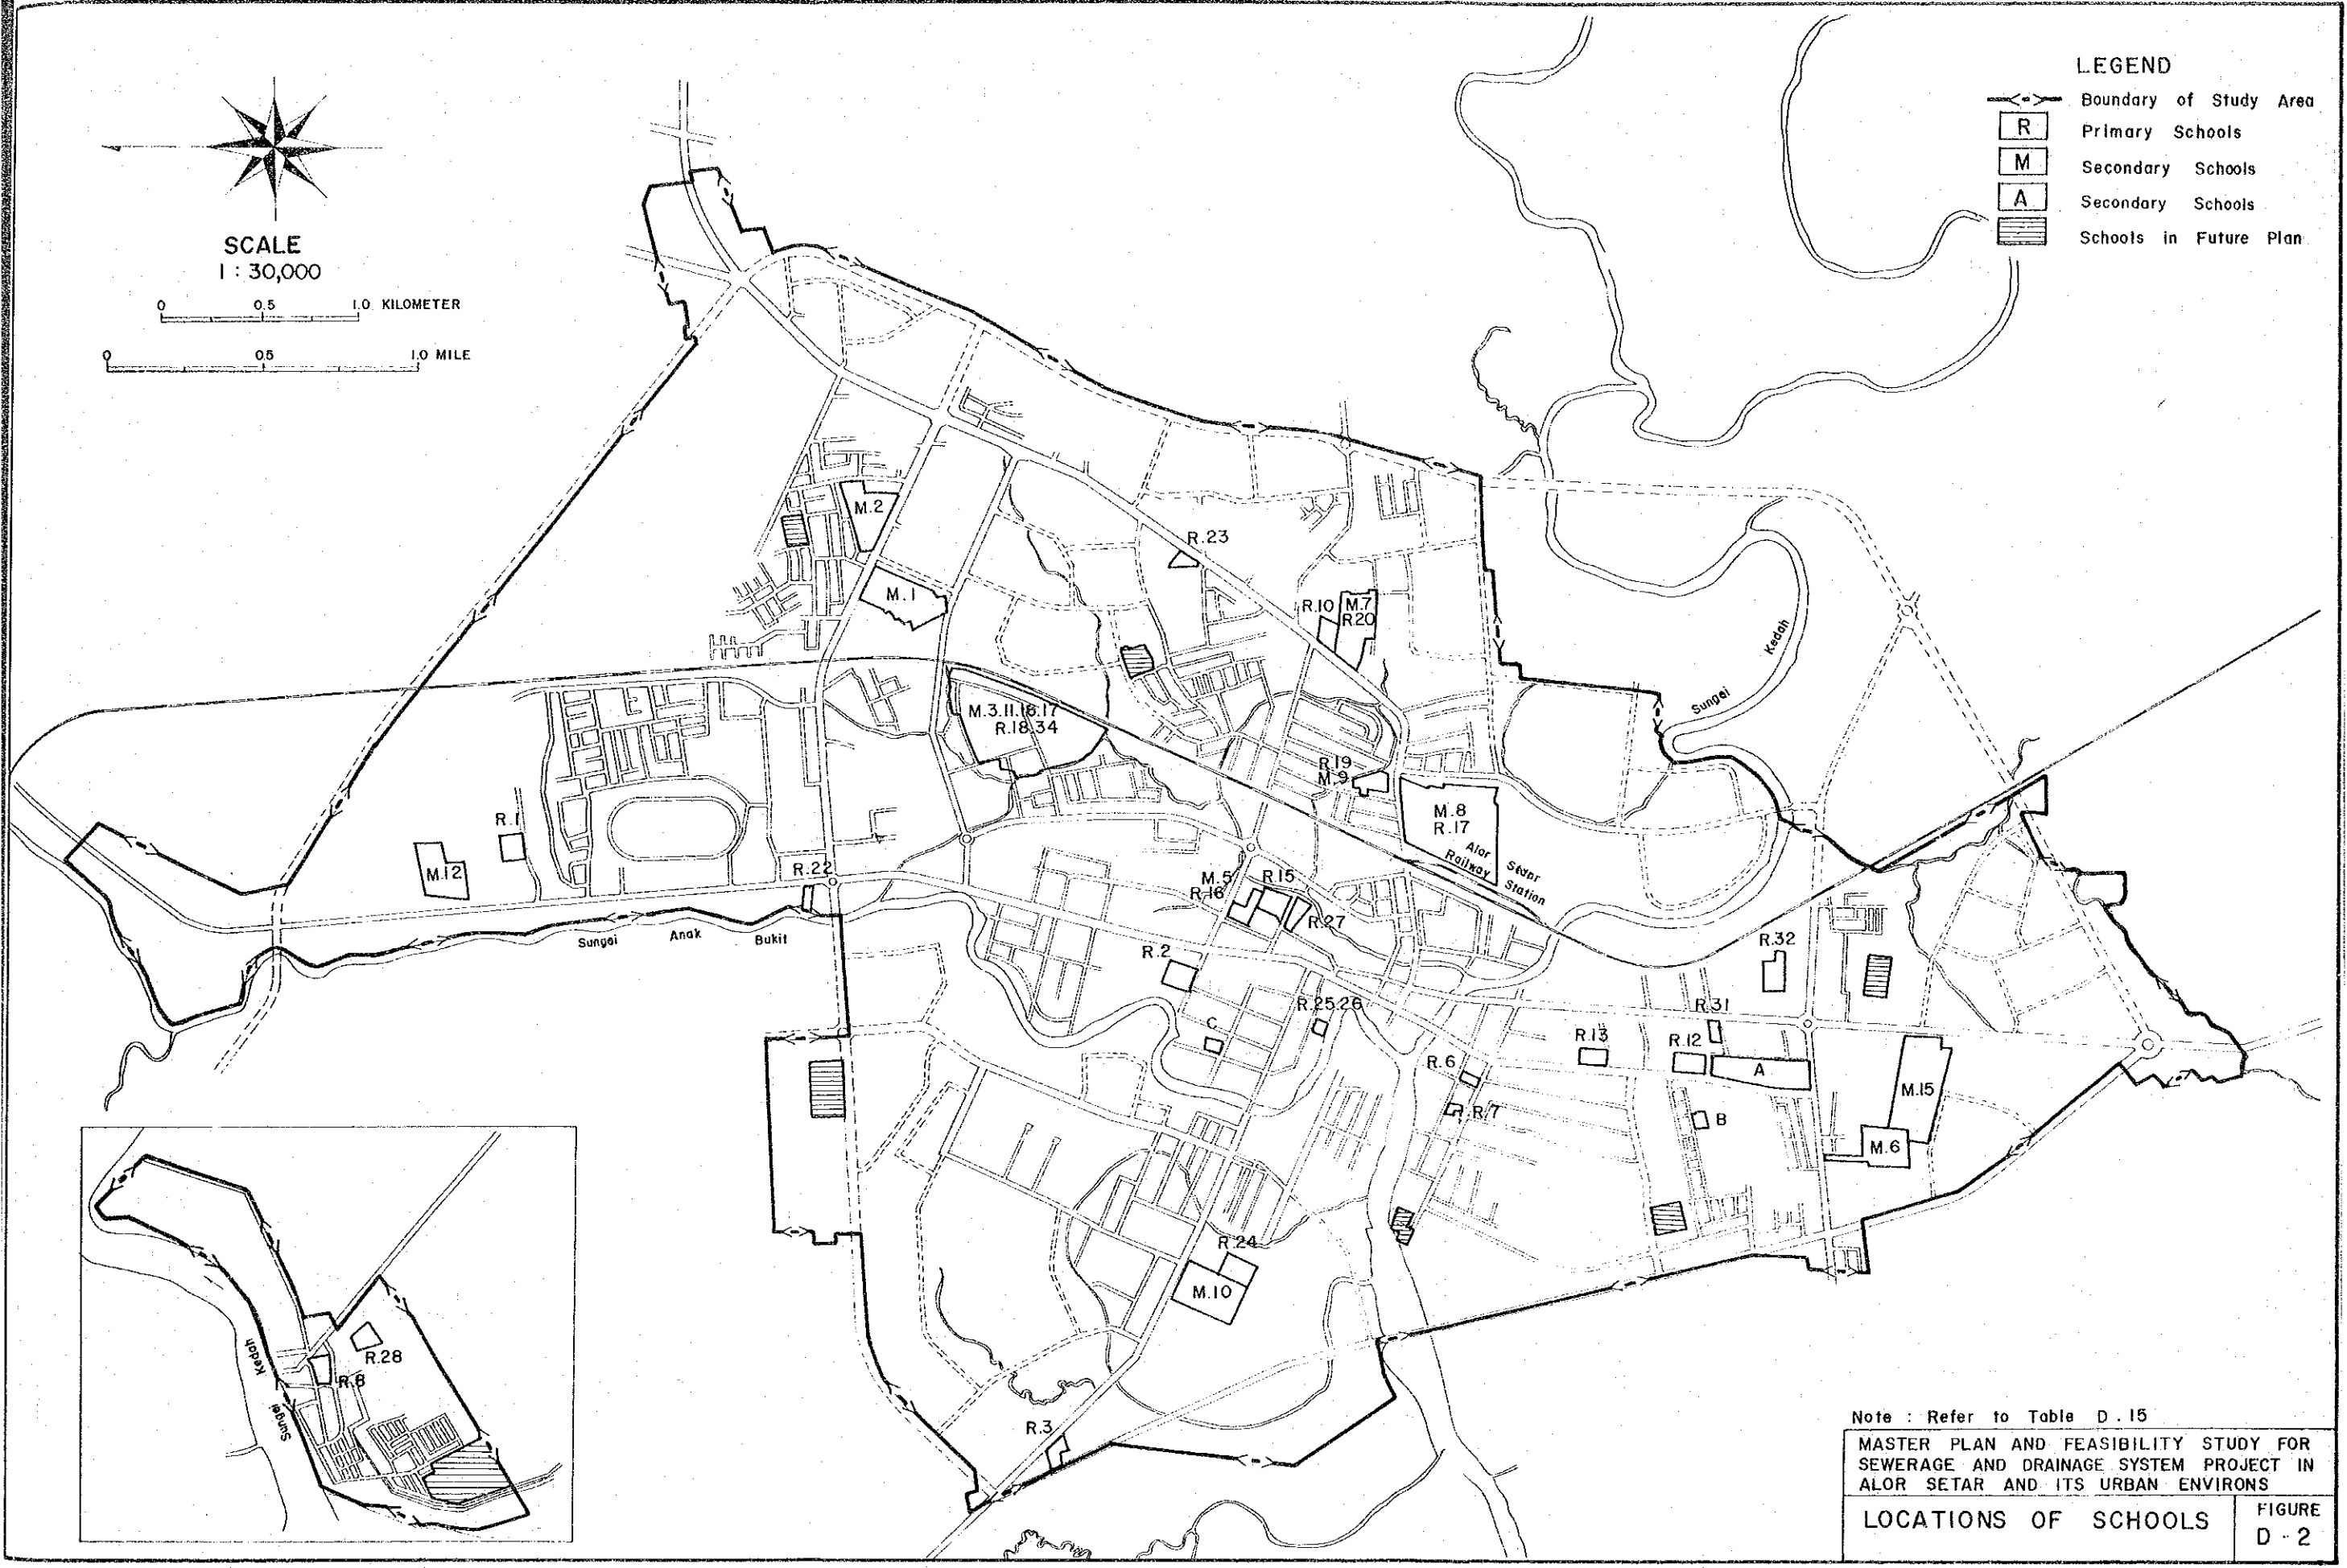 LEGEND
Boundary of Study Area
R Primary Schools
M Secondary Schools
A Secondary Schools
Schools in Future Plan
SCALE
1 : 30,000
0 0.5 1.0 KILOMETER
0 0.5 1.0 MILE
M.2
R.23
M.1
R.10 M.7
R.20
Kedah
Sungei
M.3.11.16.17
R.18.34
R.19
M.9
M.8
R.17
Alor Setar
Railway Station
R.1
M.12
R.22
M.5 R.15
R.16
R.27
Sungai Anak Bukit
R.2
R.32
R.25.26
C
R.31
R.13 R.12
R.6
A
M.15
R.7
B
M.6
R.24
M.10
R.3
Kedah
Sungei
R.28
R.8
Note : Refer to Table D . 15
MASTER PLAN AND FEASIBILITY STUDY FOR
SEWERAGE AND DRAINAGE SYSTEM PROJECT IN
ALOR SETAR AND ITS URBAN ENVIRONS
LOCATIONS OF SCHOOLS
FIGURE
D - 2